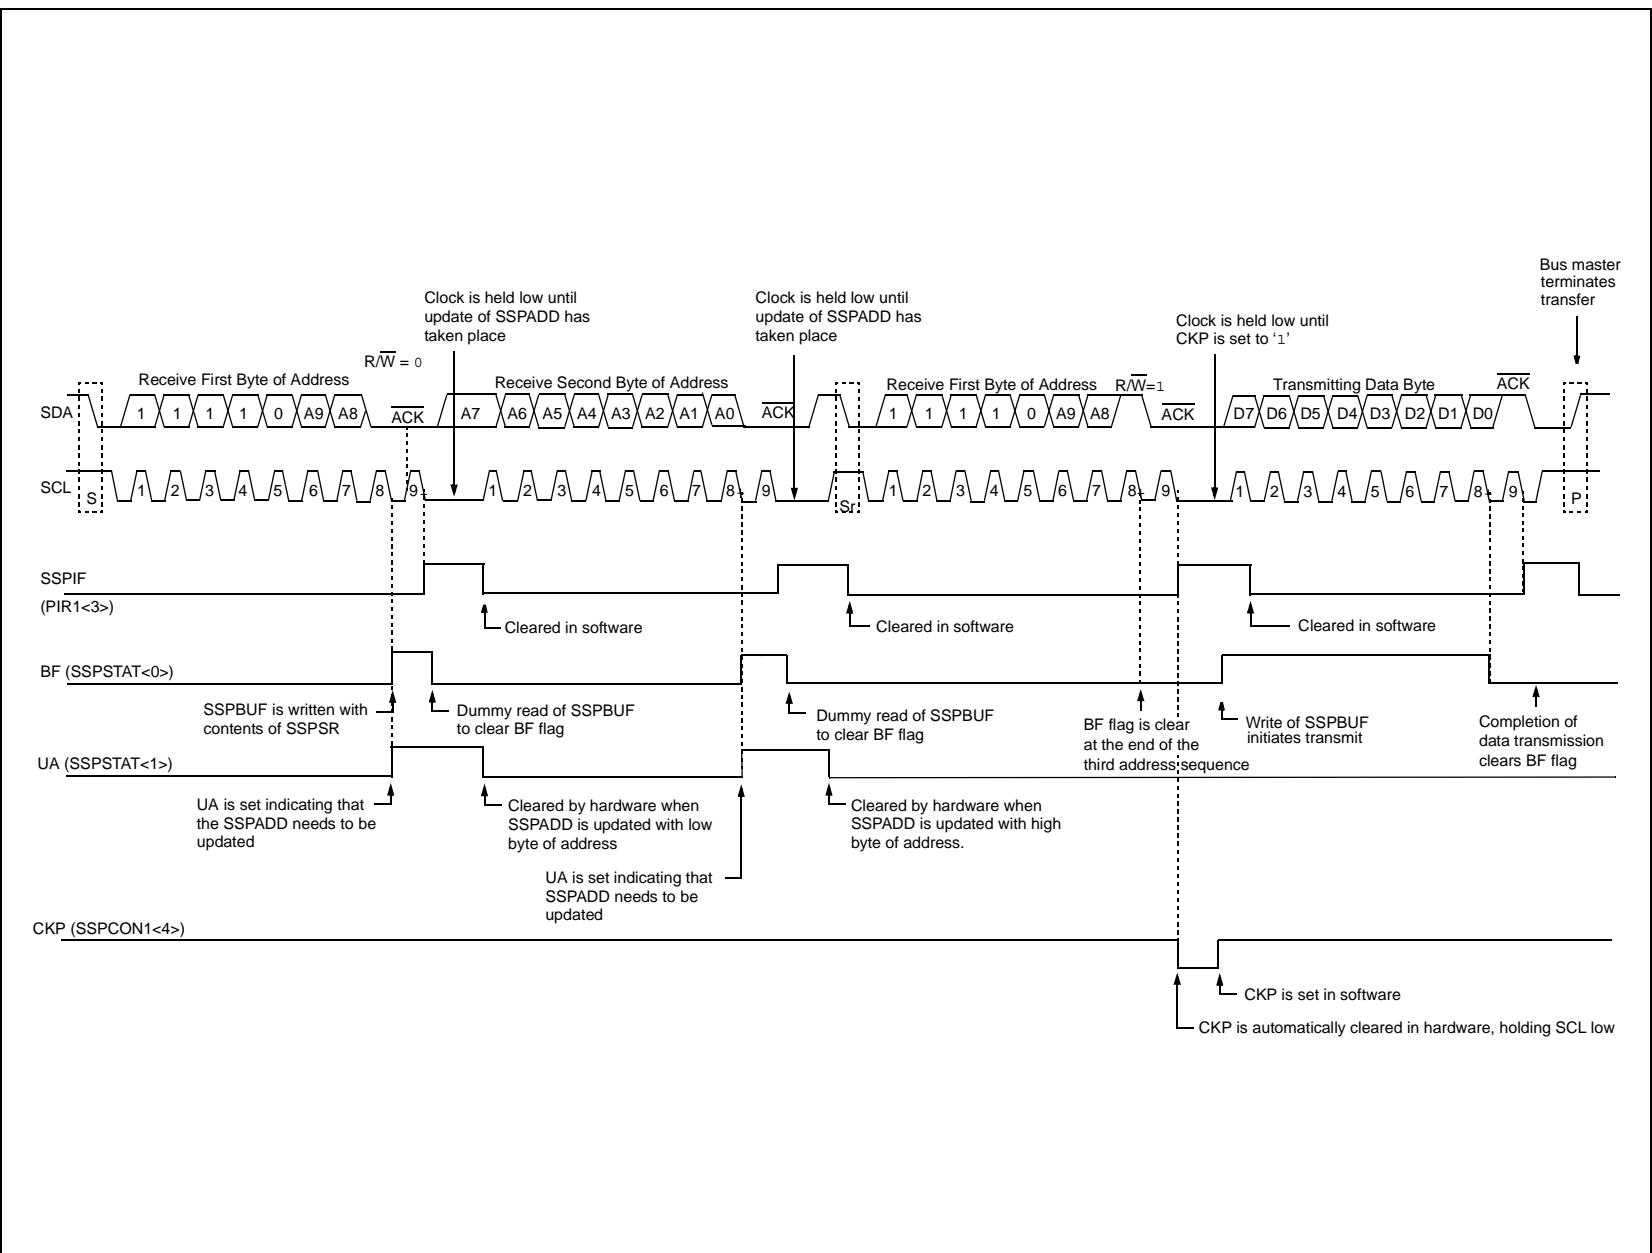 Bus master
terminates
transfer
Clock is held low until
update of SSPADD has
taken place
Clock is held low until
update of SSPADD has
taken place
Clock is held low until
CKP is set to ‘1’
R/W = 0
Receive First Byte of Address
Receive Second Byte of Address
Receive First Byte of Address
R/W=1
Transmitting Data Byte
ACK
SDA
1 1 1 1 0 A9 A8
ACK
A7 A6 A5 A4 A3 A2 A1 A0
ACK
1 1 1 1 0 A9 A8
ACK
D7 D6 D5 D4 D3 D2 D1 D0
SCL
S
1 2 3 4 5 6 7 8 9
1 2 3 4 5 6 7 8 9
Sr
1 2 3 4 5 6 7 8 9
1 2 3 4 5 6 7 8 9
P
SSPIF
(PIR1<3>)
Cleared in software
Cleared in software
Cleared in software
BF (SSPSTAT<0>)
SSPBUF is written with
contents of SSPSR
Dummy read of SSPBUF
to clear BF flag
Dummy read of SSPBUF
to clear BF flag
BF flag is clear
at the end of the
third address sequence
Write of SSPBUF
initiates transmit
Completion of
data transmission
clears BF flag
UA (SSPSTAT<1>)
UA is set indicating that
the SSPADD needs to be
updated
Cleared by hardware when
SSPADD is updated with low
byte of address
UA is set indicating that
SSPADD needs to be
updated
Cleared by hardware when
SSPADD is updated with high
byte of address.
CKP (SSPCON1<4>)
CKP is set in software
CKP is automatically cleared in hardware, holding SCL low